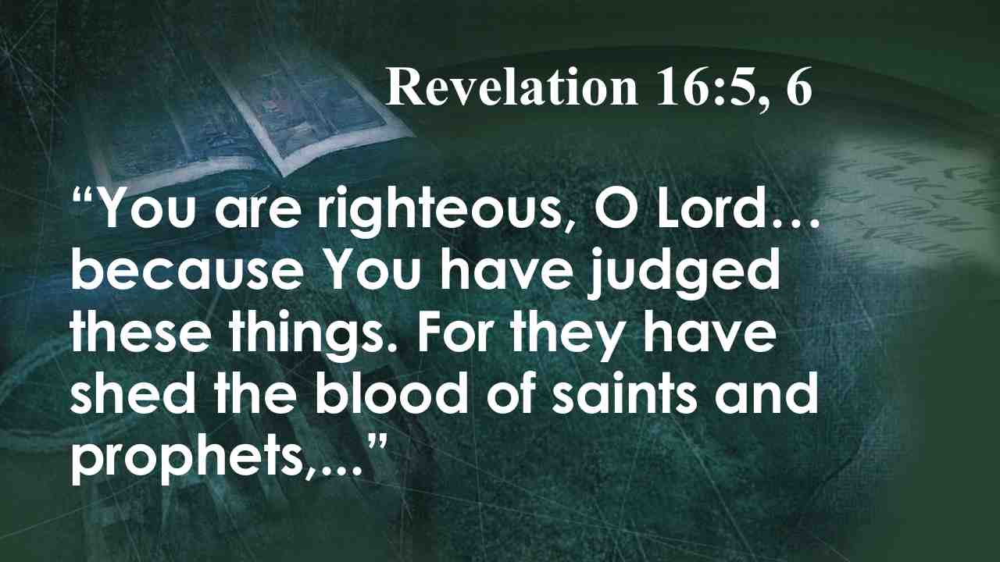 Revelation 16:5, 6
“You are righteous, O Lord…
because You have judged
these things. For they have
shed the blood of saints and
prophets,...”